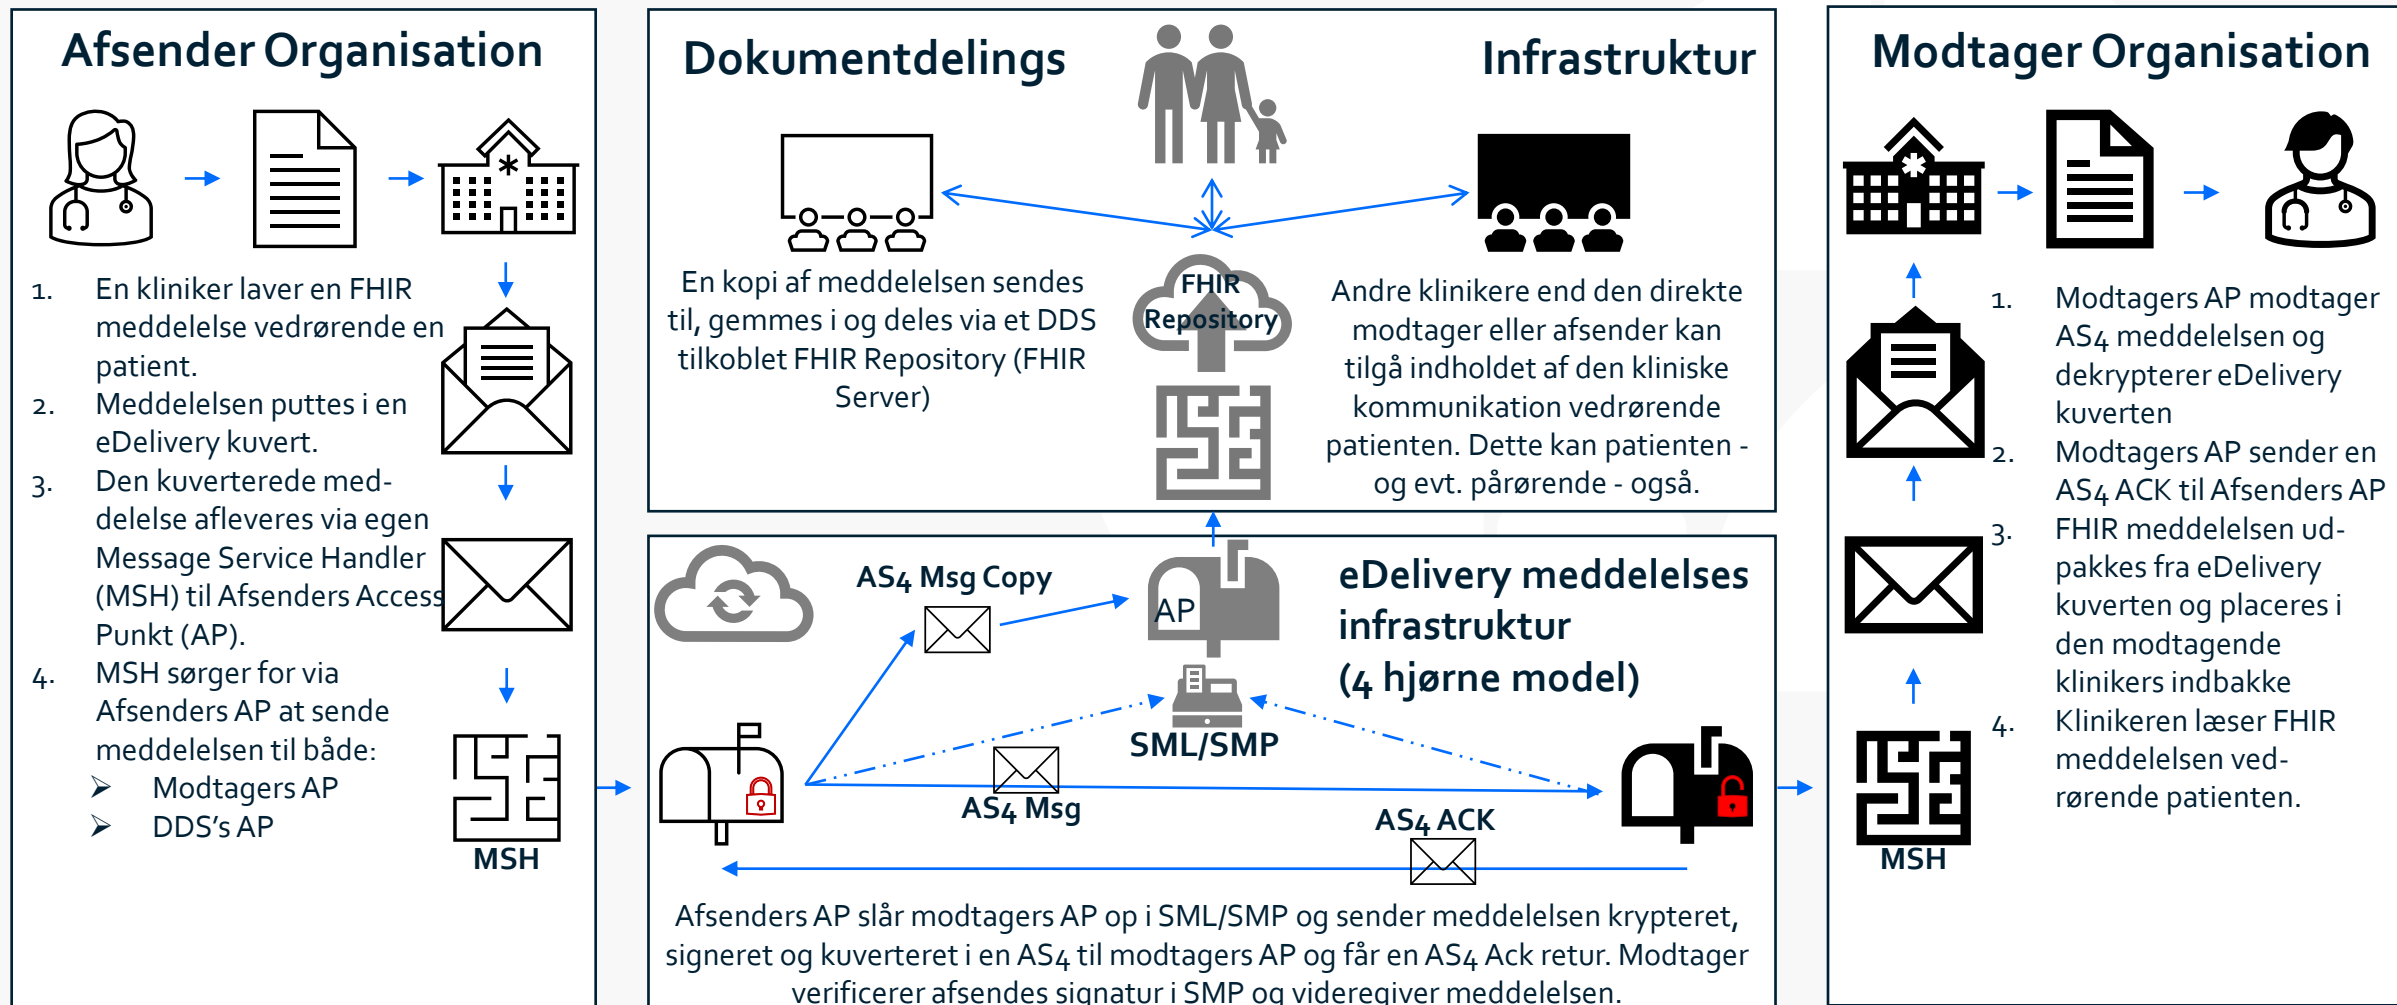 Afsender Organisation
1. En kliniker laver en FHIR
meddelelse vedrørende en
patient.
2. Meddelelsen puttes i en
eDelivery kuvert.
3. Den kuverterede med-
delelse afleveres via egen
Message Service Handler
(MSH) til Afsenders Access
Punkt (AP).
4. MSH sørger for via
Afsenders AP at sende
meddelelsen til både:
➢ Modtagers AP
➢ DDS's AP
MSH
Dokumentdelings Infrastruktur
En kopi af meddelelsen sendes
til, gemmes i og deles via et DDS
tilkoblet FHIR Repository (FHIR
Server)
FHIR
Repository
Andre klinikere end den direkte
modtager eller afsender kan
tilgå indholdet af den kliniske
kommunikation vedrørende
patienten. Dette kan patienten -
og evt. pårørende - også.
eDelivery meddelelses
infrastruktur
(4 hjørne model)
AS4 Msg Copy
AP
SML/SMP
AS4 Msg
AS4 ACK
Afsenders AP slår modtagers AP op i SML/SMP og sender meddelelsen krypteret,
signeret og kuverteret i en AS4 til modtagers AP og får en AS4 Ack retur. Modtager
verificerer afsendes signatur i SMP og videregiver meddelelsen.
Modtager Organisation
1. Modtagers AP modtager
AS4 meddelelsen og
dekrypterer eDelivery
kuverten
2. Modtagers AP sender en
AS4 ACK til Afsenders AP
3. FHIR meddelelsen ud-
pakkes fra eDelivery
kuverten og placeres i
den modtagende
klinikers indbakke
4. Klinikeren læser FHIR
meddelelsen ved-
rørende patienten.
MSH